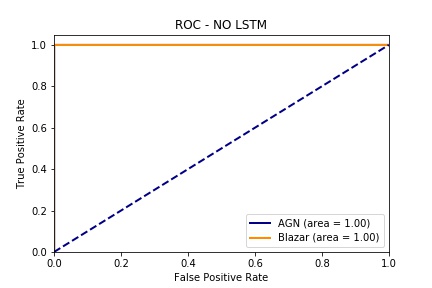 ROC - NO LSTM
True Positive Rate
1.0
0.8
0.6
0.4
0.2
0.0
AGN (area = 1.00)
Blazar (area = 1.00)
0.0 0.2 0.4 0.6 0.8 1.0
False Positive Rate